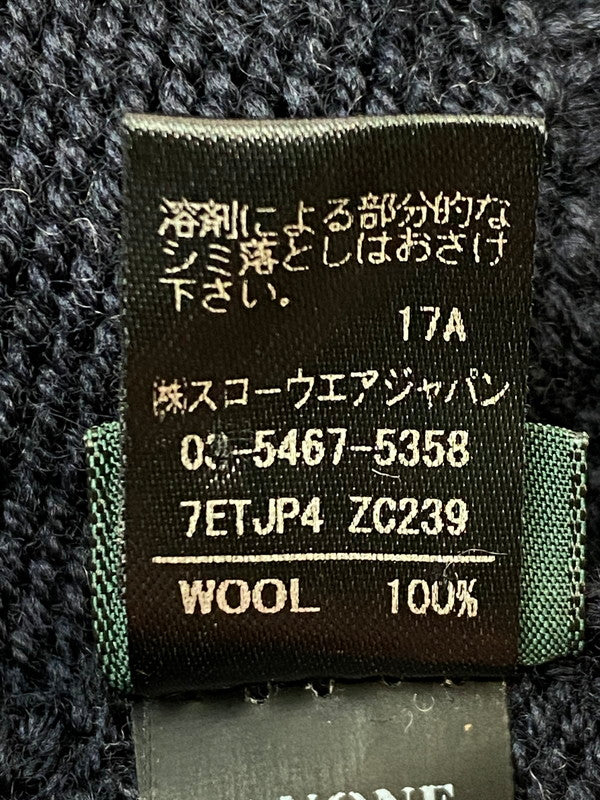 溶剤による部分的な
シミ落としはおさけ
下さい。
17A
㈱スローウエアジャパン
03-5467-5358
7ETJP4 ZC239
WOOL 100%